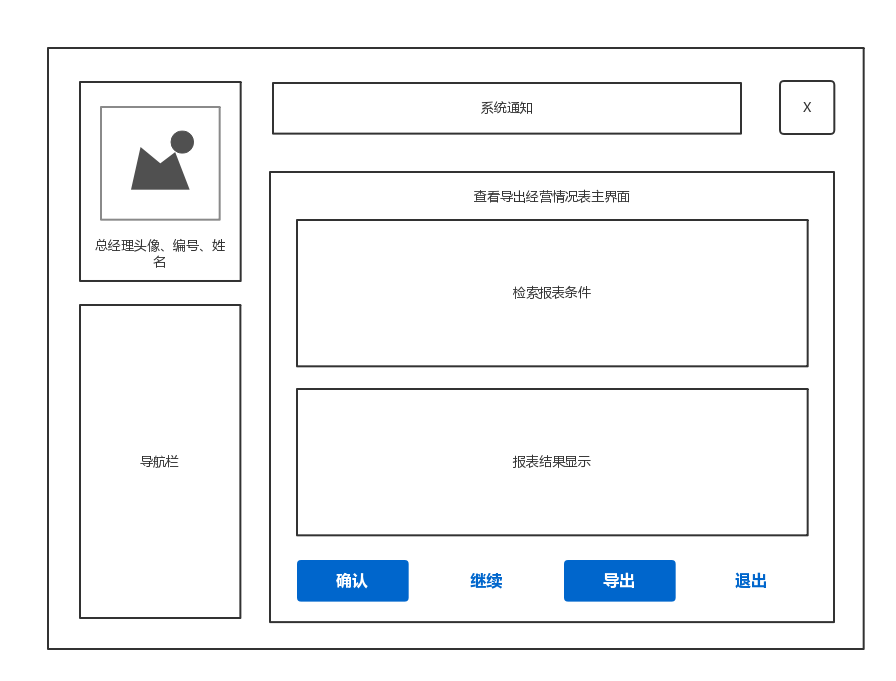 系统通知
X
总经理头像、编号、姓
名
导航栏
查看导出经营情况表主界面
检索报表条件
报表结果显示
确认
继续
导出
退出